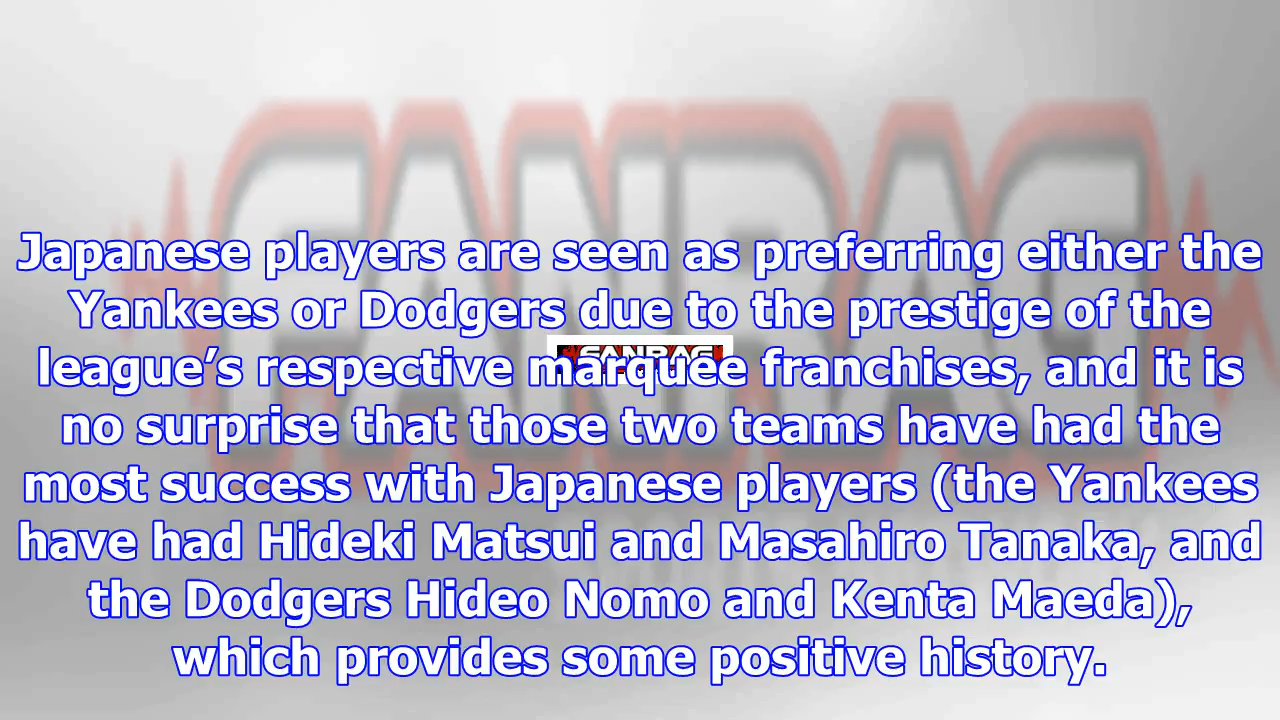 FANRAG
Japanese players are seen as preferring either the
Yankees or Dodgers due to the prestige of the
league’s respective marquee franchises, and it is
FANRAG
no surprise that those two teams have had the
most success with Japanese players (the Yankees
have had Hideki Matsui and Masahiro Tanaka, and
the Dodgers Hideo Nomo and Kenta Maeda),
which provides some positive history.